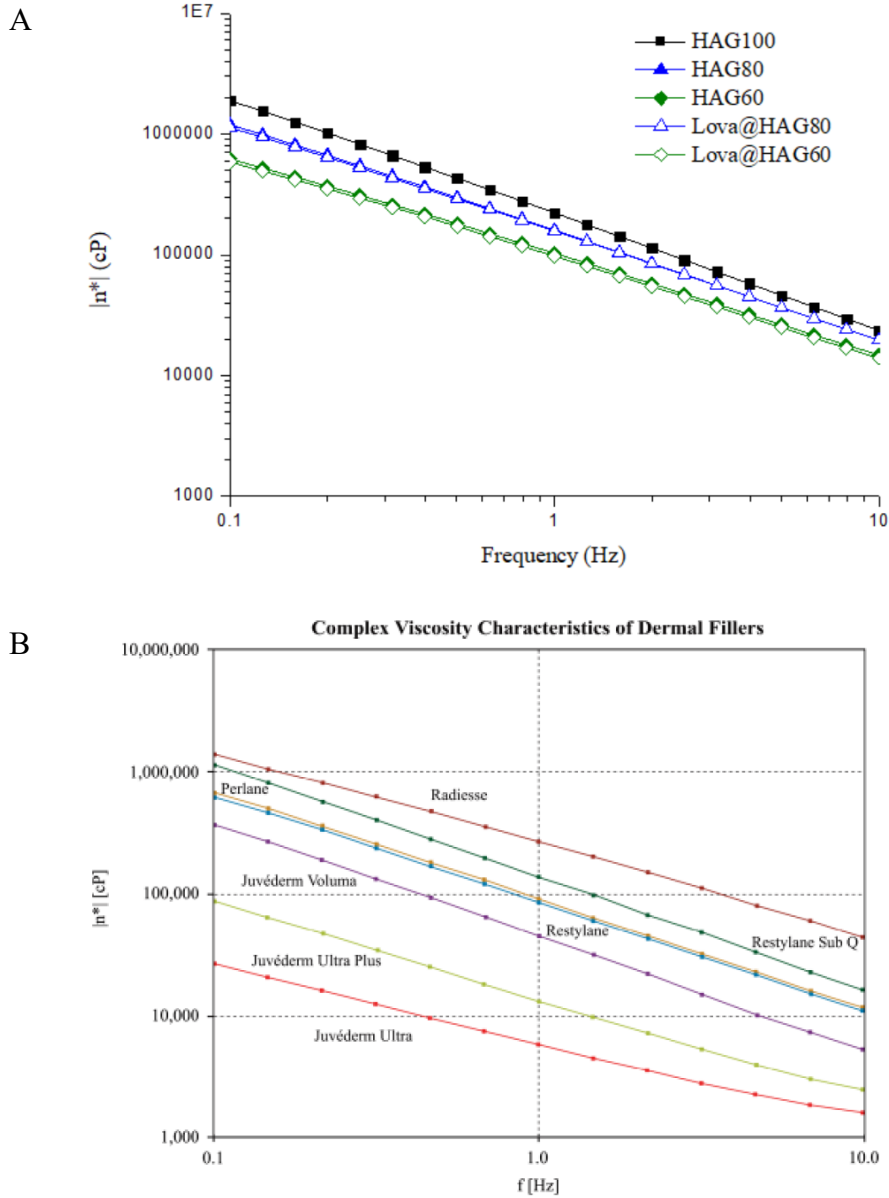 A
1E7
1000000
100000
10000
1000
|n*| (cP)
HAG100
HAG80
HAG60
Lova@HAG80
Lova@HAG60
0.1
1
10
Frequency (Hz)
B
Complex Viscosity Characteristics of Dermal Fillers
10,000,000
1,000,000
100,000
10,000
1,000
|n*| [cP]
Perlane
Radiesse
Juvéderm Voluma
Restylane
Restylane Sub Q
Juvéderm Ultra Plus
Juvéderm Ultra
0.1
1.0
10.0
f [Hz]